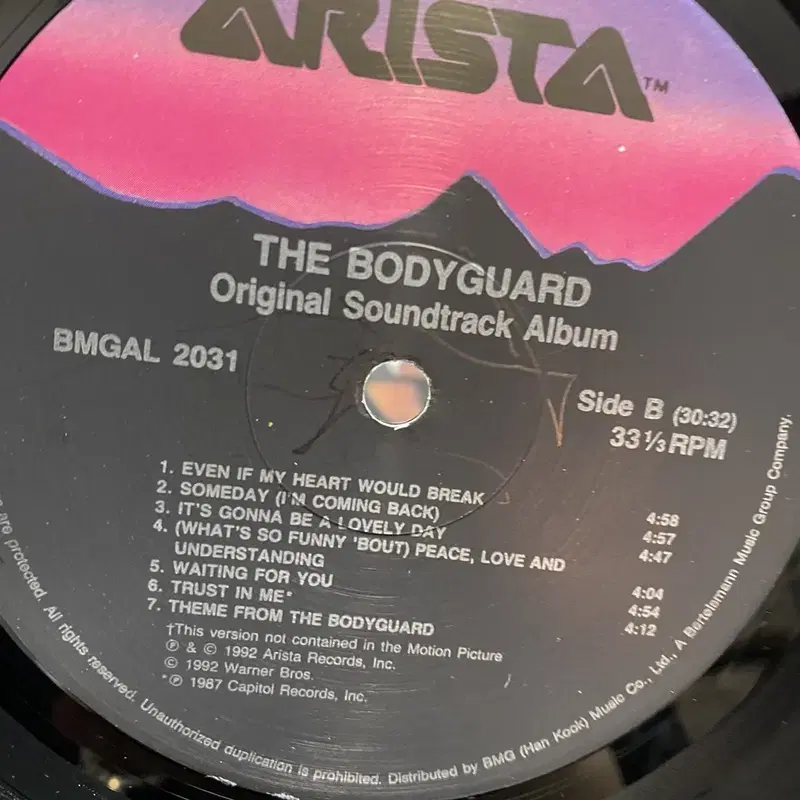 ARISTA™
THE BODYGUARD
Original Soundtrack Album
BMGAL 2031
Side B (30:32)
33⅓RPM
1. EVEN IF MY HEART WOULD BREAK 4:58
2. SOMEDAY (I'M COMING BACK) 4:57
3. IT'S GONNA BE A LOVELY DAY 4:47
4. (WHAT'S SO FUNNY 'BOUT) PEACE, LOVE AND
UNDERSTANDING 4:04
5. WAITING FOR YOU 4:54
6. TRUST IN ME* 4:12
7. THEME FROM THE BODYGUARD
†This version not contained in the Motion Picture
℗ & © 1992 Arista Records, Inc.
© 1992 Warner Bros.
*℗ 1987 Capitol Records, Inc.
are protected. All rights reserved. Unauthorized duplication is prohibited. Distributed by BMG (Han Kook) Music Co., Ltd., A Bertelsmann Music Group Company.